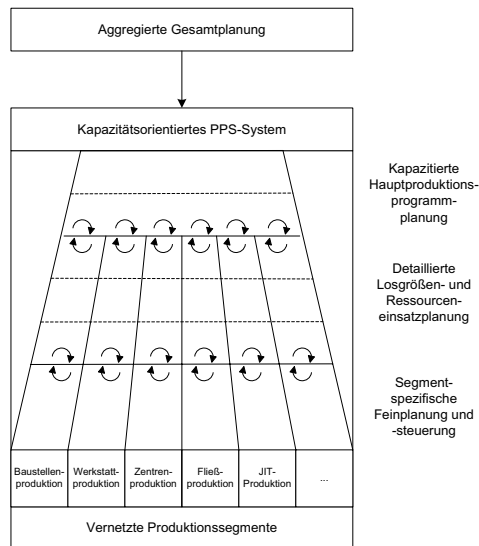 Aggregierte Gesamtplanung
Kapazitätsorientiertes PPS-System
Kapazitierte
Hauptproduktions-
programm-
planung
Detaillierte
Losgrößen- und
Ressourcen-
einsatzplanung
Segment-
spezifische
Feinplanung und
-steuerung
Baustellen-
produktion
Werkstatt-
produktion
Zentren-
produktion
Fließ-
produktion
JIT-
Produktion
...
Vernetzte Produktionssegmente